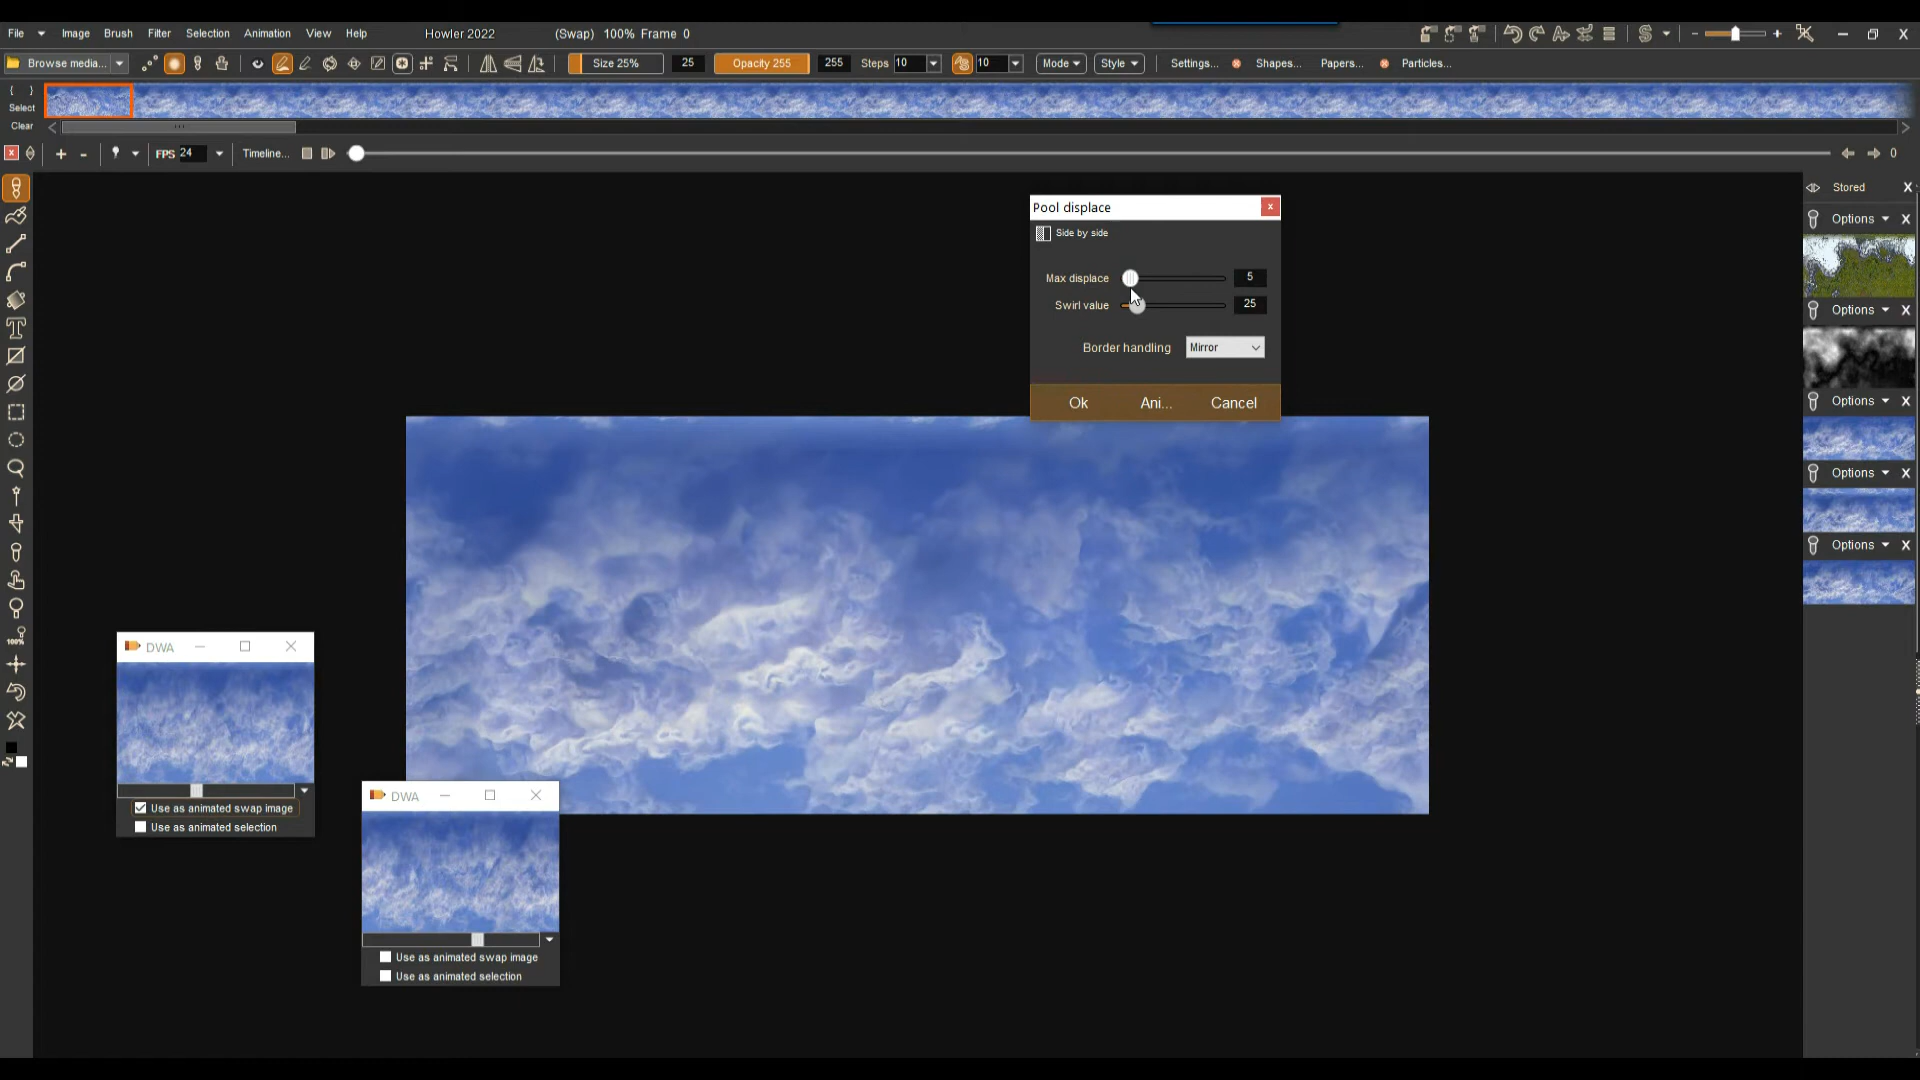 File Image Brush Filter Selection Animation View Help Howler 2022 (Swap) 100% Frame 0
Browse media... Size 25% 25 Opacity 255 255 Steps 10 10 Mode Style Settings... Shapes... Papers... Particles...
{ }
Select
Clear
FPS 24 Timeline... 0
Stored
Options
Options
Options
Options
Options
Pool displace
Side by side
Max displace 5
Swirl value 25
Border handling Mirror
Ok Ani... Cancel
100%
DWA
Use as animated swap image
Use as animated selection
DWA
Use as animated swap image
Use as animated selection